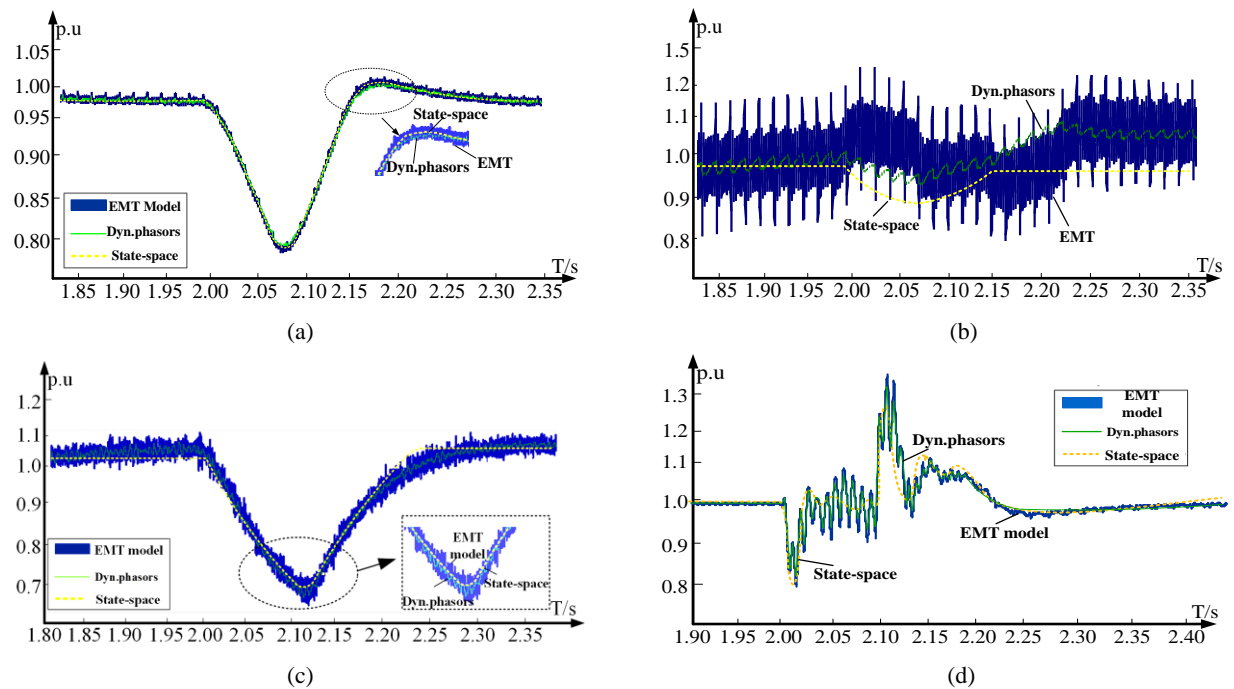 p.u
1.05
1.00
0.95
0.90
0.85
0.80
State-space
Dyn.phasors
EMT
EMT Model
Dyn.phasors
State-space
T/s
1.85 1.90 1.95 2.00 2.05 2.10 2.15 2.20 2.25 2.30 2.35
(a)
p.u
1.5
1.2
1.1
1.0
0.9
0.8
Dyn.phasors
State-space
EMT
T/s
1.85 1.90 1.95 2.00 2.05 2.10 2.15 2.20 2.25 2.30 2.35
(b)
p.u
1.2
1.1
1.0
0.9
0.8
0.7
EMT model
Dyn.phasors
State-space
EMT
model
State-space
Dyn.phasors
T/s
1.80 1.85 1.90 1.95 2.00 2.05 2.10 2.15 2.20 2.25 2.30 2.35
(c)
p.u
1.3
1.2
1.1
1.0
0.9
0.8
EMT
model
Dyn.phasors
State-space
Dyn.phasors
EMT model
State-space
T/s
1.90 1.95 2.00 2.05 2.10 2.15 2.20 2.25 2.30 2.35 2.40
(d)